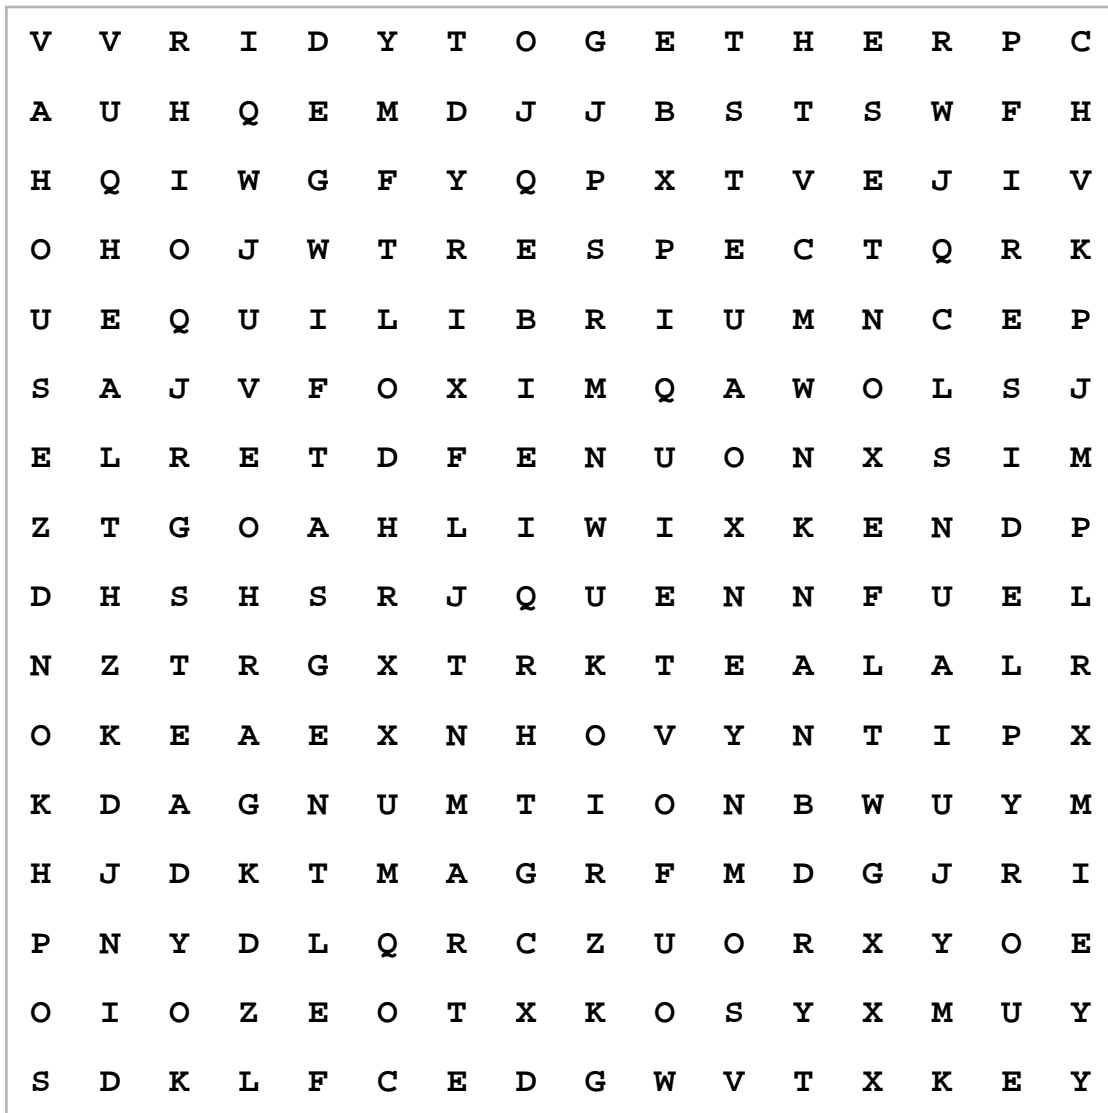 V V R I D Y T O G E T H E R P C
A U H Q E M D J J B S T S W F H
H Q I W G F Y Q P X T V E J I V
O H O J W T R E S P E C T Q R K
U E Q U I L I B R I U M N C E P
S A J V F O X I M Q A W O L S J
E L R E T D F E N U O N X S I M
Z T G O A H L I W I X K E N D P
D H S H S R J Q U E N N F U E L
N Z T R G X T R K T E A L A L R
O K E A E X N H O V Y N T I P X
K D A G N U M T I O N B W U Y M
H J D K T M A G R F M D G J R I
P N Y D L Q R C Z U O R X Y O E
O I O Z E O T X K O S Y X M U Y
S D K L F C E D G W V T X K E Y